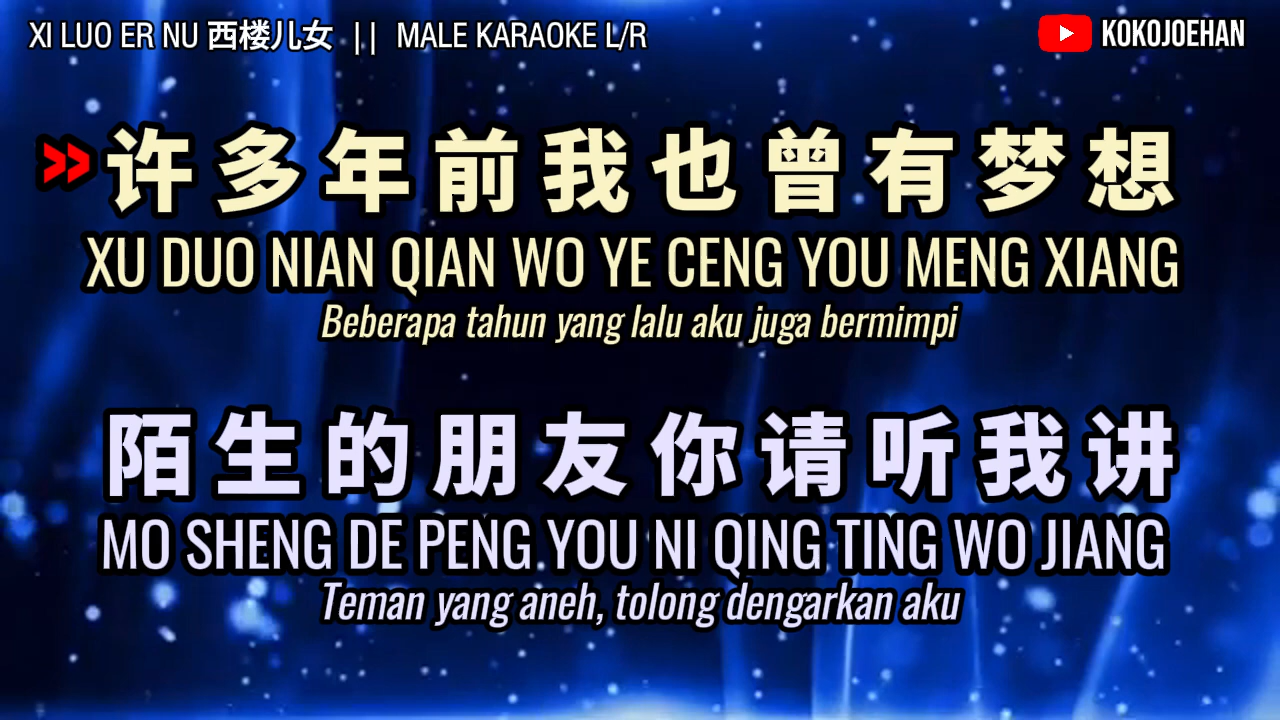 XI LUO ER NU 西楼儿女 || MALE KARAOKE L/R
KOKOJOEHAN
许多年前我也曾有梦想
XU DUO NIAN QIAN WO YE CENG YOU MENG XIANG
Beberapa tahun yang lalu aku juga bermimpi
陌生的朋友你请听我讲
MO SHENG DE PENG YOU NI QING TING WO JIANG
Teman yang aneh, tolong dengarkan aku